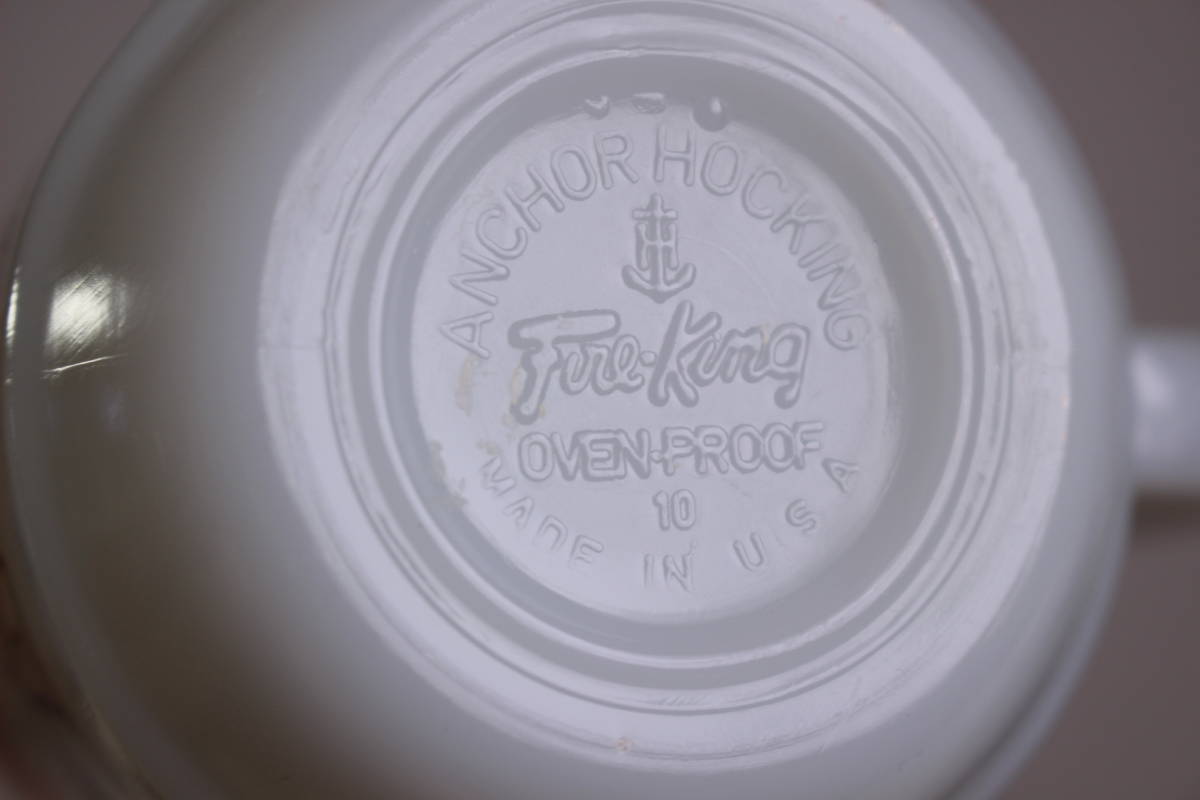 ANCHOR HOCKING
H
Fire-King
OVEN-PROOF
10
MADE IN U S A